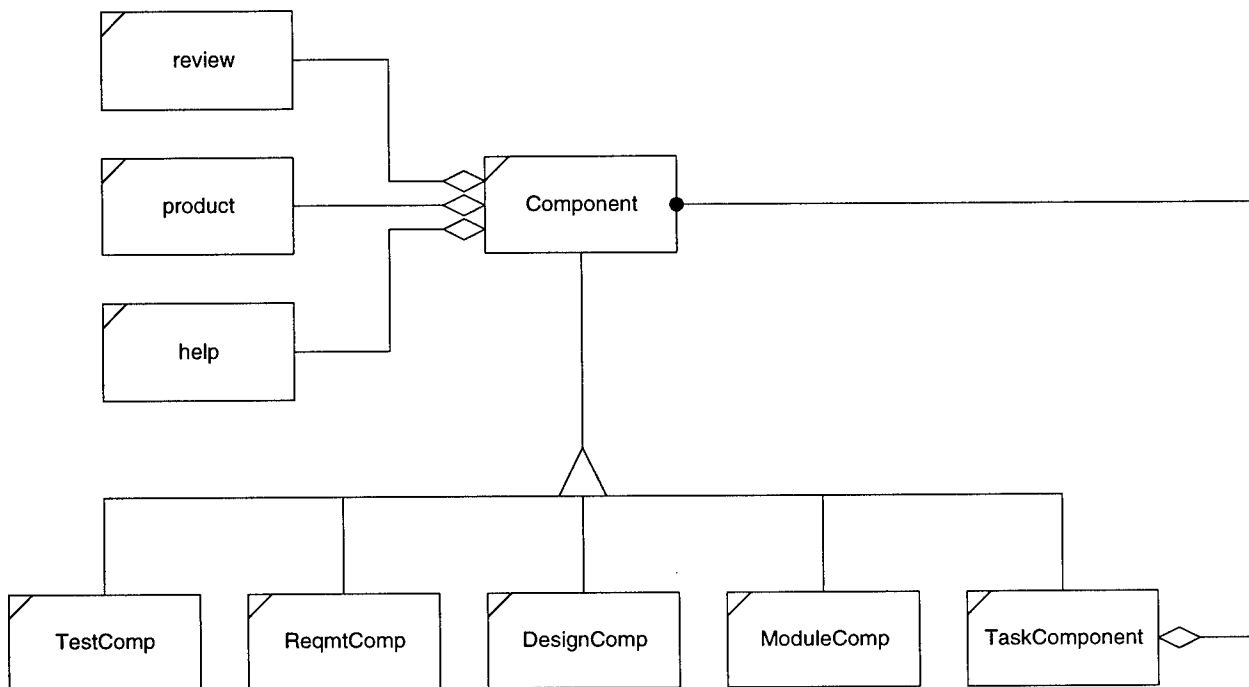 review
product
Component
help
TestComp
ReqmtComp
DesignComp
ModuleComp
TaskComponent